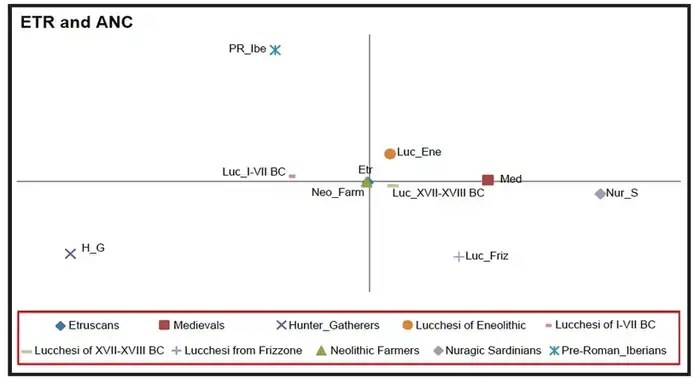 ETR and ANC
PR_Ibe
Luc_Ene
Luc_I-VII BC
Etr
Med
Neo_Farm
Luc_XVII-XVIII BC
Nur_S
H_G
Luc_Friz
Etruscans
Medievals
Hunter_Gatherers
Lucchesi of Eneolithic
Lucchesi of I-VII BC
Lucchesi of XVII-XVIII BC
Lucchesi from Frizzone
Neolithic Farmers
Nuragic Sardinians
Pre-Roman_Iberians